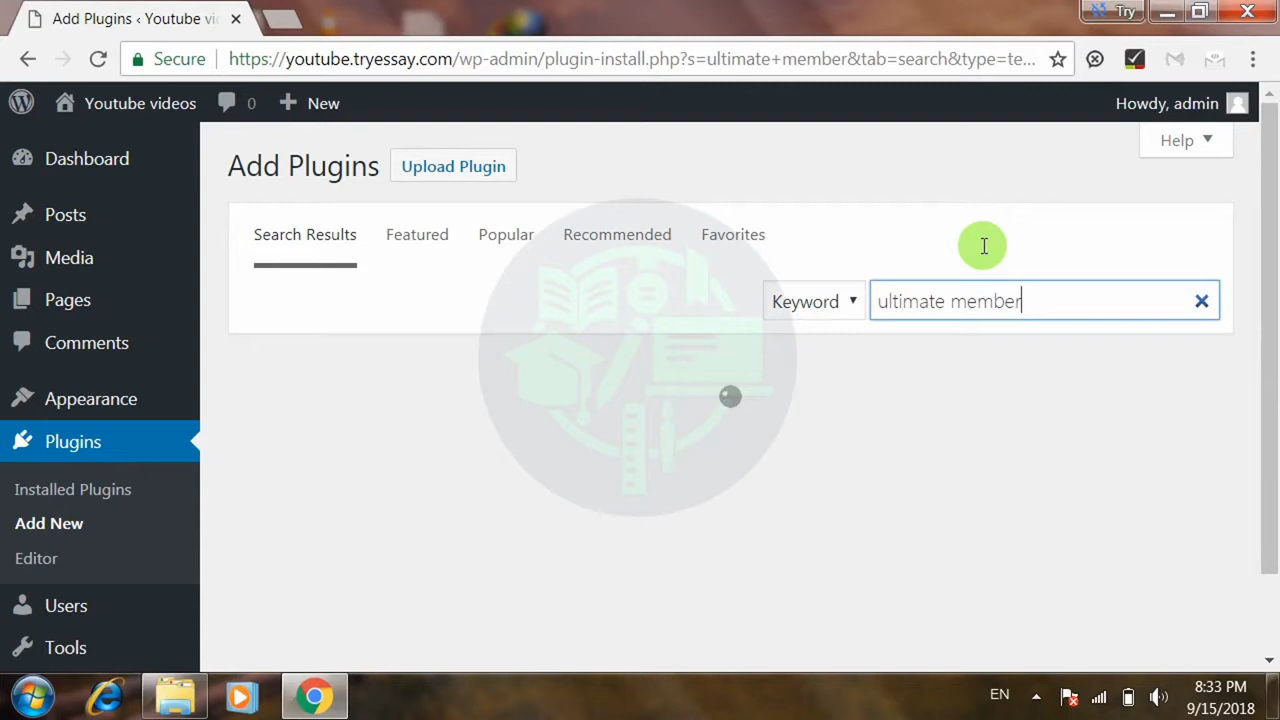 Add Plugins ‹ Youtube vi
Try
Secure
https://youtube.tryessay.com/wp-admin/plugin-install.php?s=ultimate+member&tab=search&type=te...
Youtube videos
0
New
Howdy, admin
Help
Dashboard
Posts
Media
Pages
Comments
Appearance
Plugins
Installed Plugins
Add New
Editor
Users
Tools
Add Plugins
Upload Plugin
Search Results
Featured
Popular
Recommended
Favorites
Keyword
ultimate member
EN
8:33 PM
9/15/2018